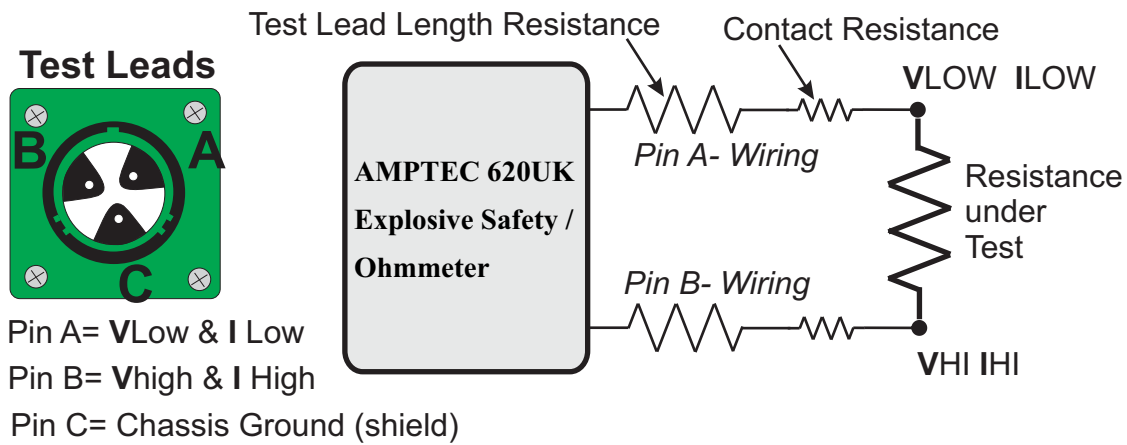 Test Lead Length Resistance
Contact Resistance
Test Leads
B
A
C
Pin A= VLow & I Low
Pin B= Vhigh & I High
Pin C= Chassis Ground (shield)
AMPTEC 620UK
Explosive Safety /
Ohmmeter
Pin A- Wiring
Pin B- Wiring
VLOW ILOW
Resistance
under
Test
VHI IHI